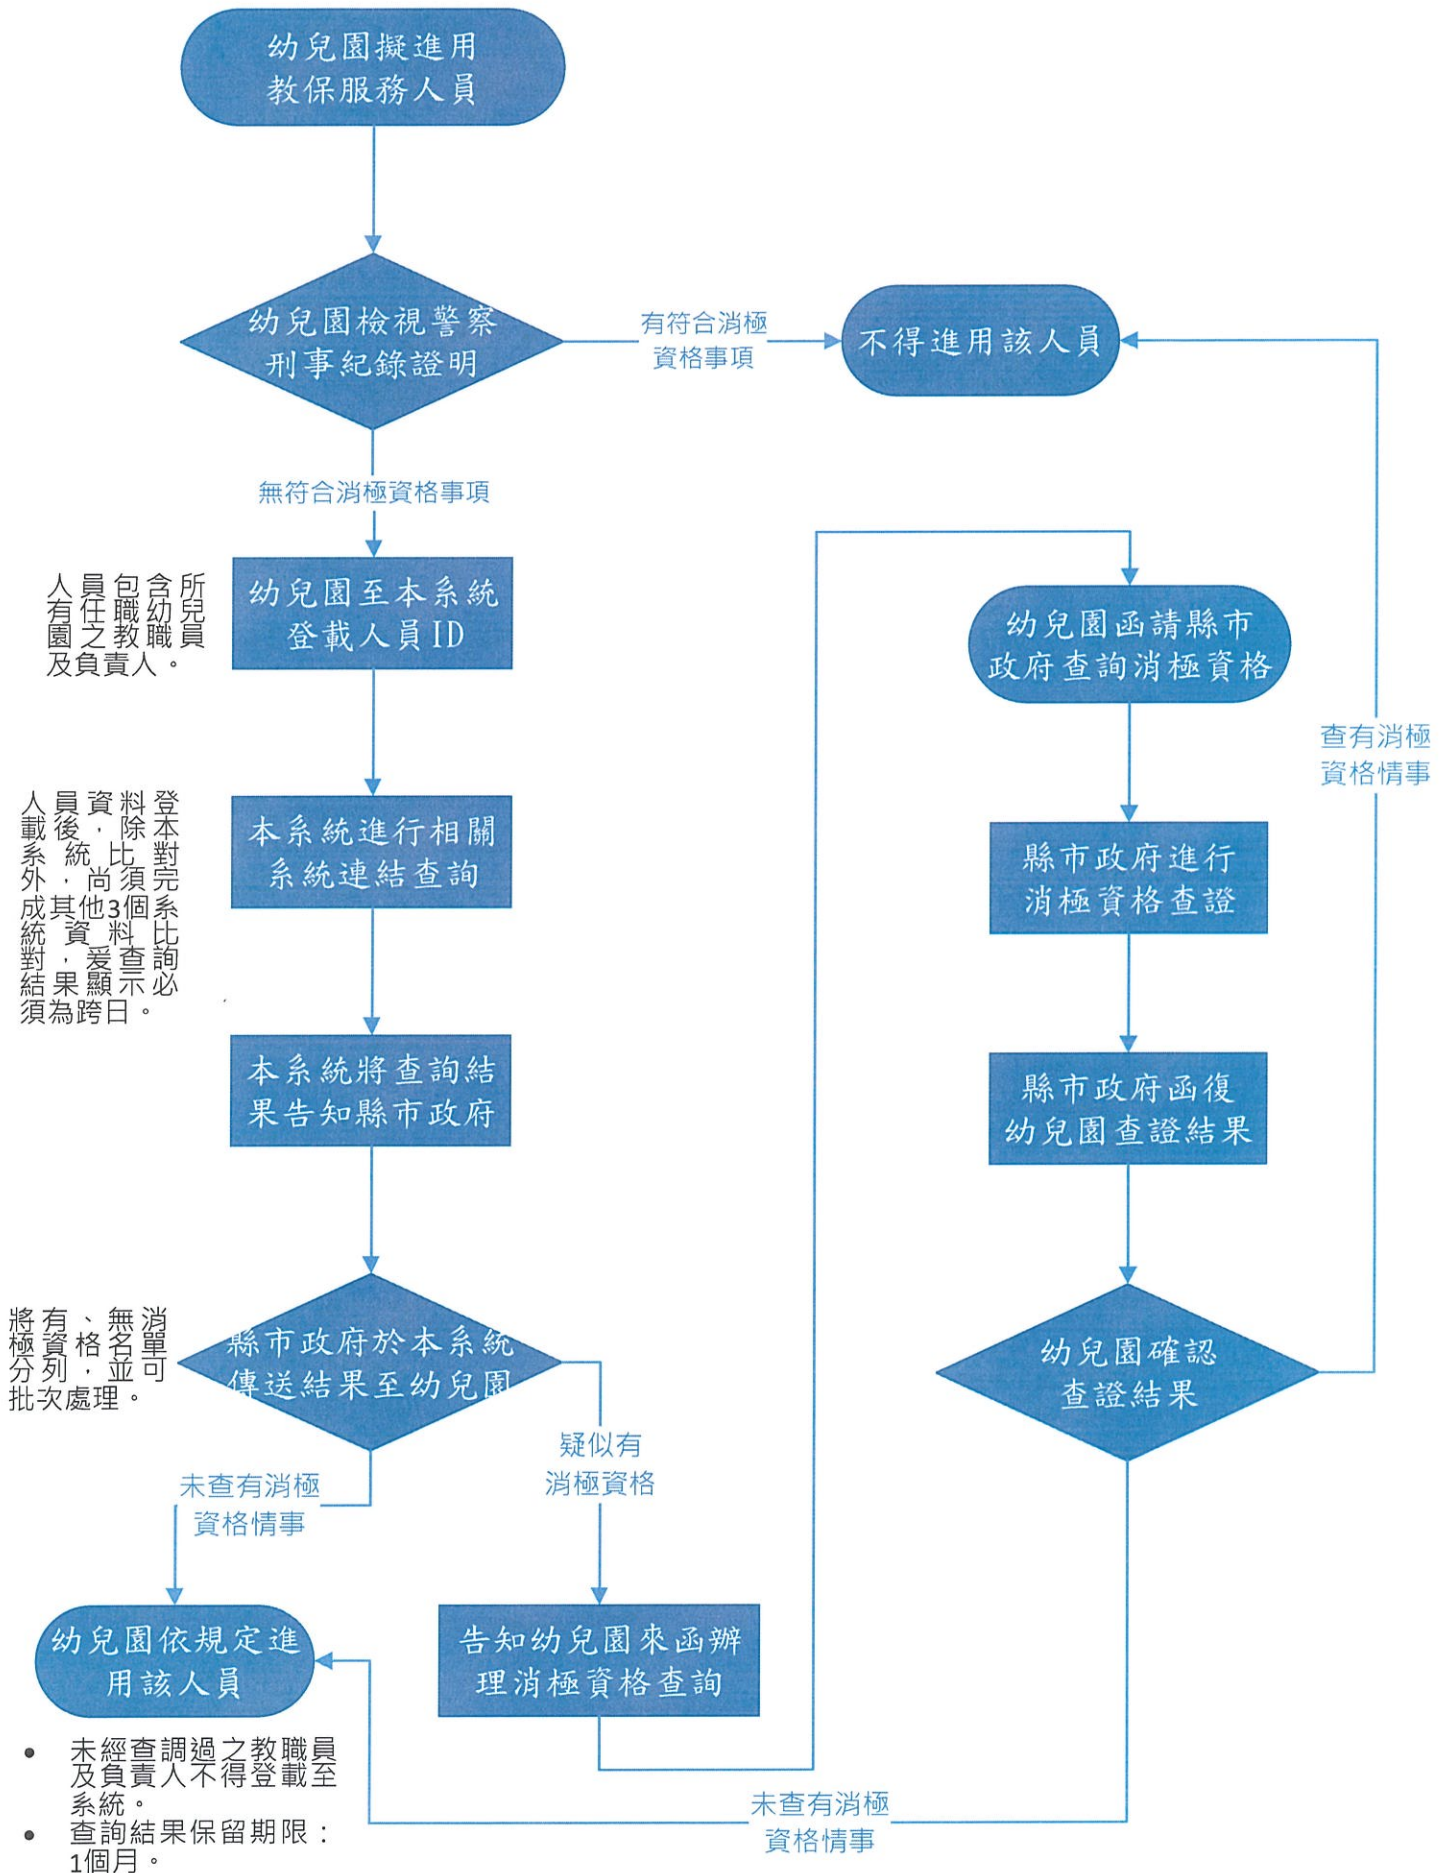 幼兒園擬進用
教保服務人員
幼兒園檢視警察
刑事紀錄證明
有符合消極
資格事項
不得進用該人員
無符合消極資格事項
人員包含所
有任職幼兒
園之教職員
及負責人。
幼兒園至本系統
登載人員ID
人員資料登
載後，除本
系統比對
外，尚須完
成其他3個系
統資料比
對，爰查詢
結果顯示必
須為跨日。
本系統進行相關
系統連結查詢
本系統將查詢結
果告知縣市政府
將有、無消
極資格名單
分列，並可
批次處理。
縣市政府於本系統
傳送結果至幼兒園
未查有消極
資格情事
疑似有
消極資格
幼兒園依規定進
用該人員
告知幼兒園來函辦
理消極資格查詢
• 未經查調過之教職員
及負責人不得登載至
系統。
• 查詢結果保留期限：
1個月。
幼兒園函請縣市
政府查詢消極資格
縣市政府進行
消極資格查證
縣市政府函復
幼兒園查證結果
幼兒園確認
查證結果
查有消極
資格情事
未查有消極
資格情事